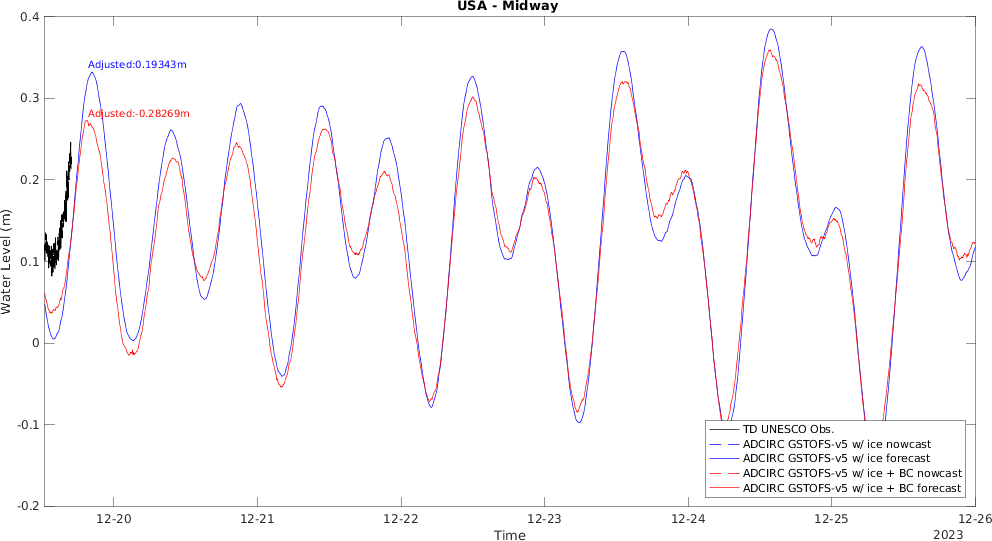 USA - Midway
0.4
0.3
0.2
0.1
0
-0.1
-0.2
Water Level (m)
Adjusted:0.19343m
Adjusted:-0.28269m
TD UNESCO Obs.
ADCIRC GSTOFS-v5 w/ ice nowcast
ADCIRC GSTOFS-v5 w/ ice forecast
ADCIRC GSTOFS-v5 w/ ice + BC nowcast
ADCIRC GSTOFS-v5 w/ ice + BC forecast
12-20 12-21 12-22 12-23 12-24 12-25 12-26
Time
2023